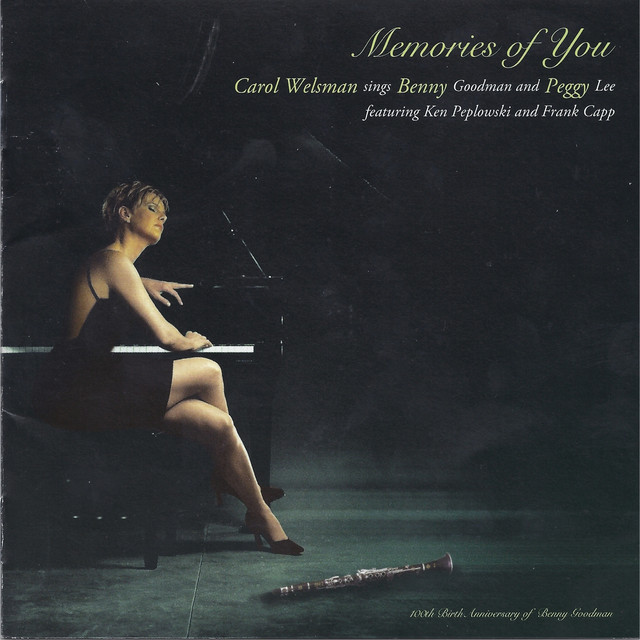 Memories of You
Carol Welsman sings Benny Goodman and Peggy Lee
featuring Ken Peplowski and Frank Capp
100th Birth Anniversary of Benny Goodman